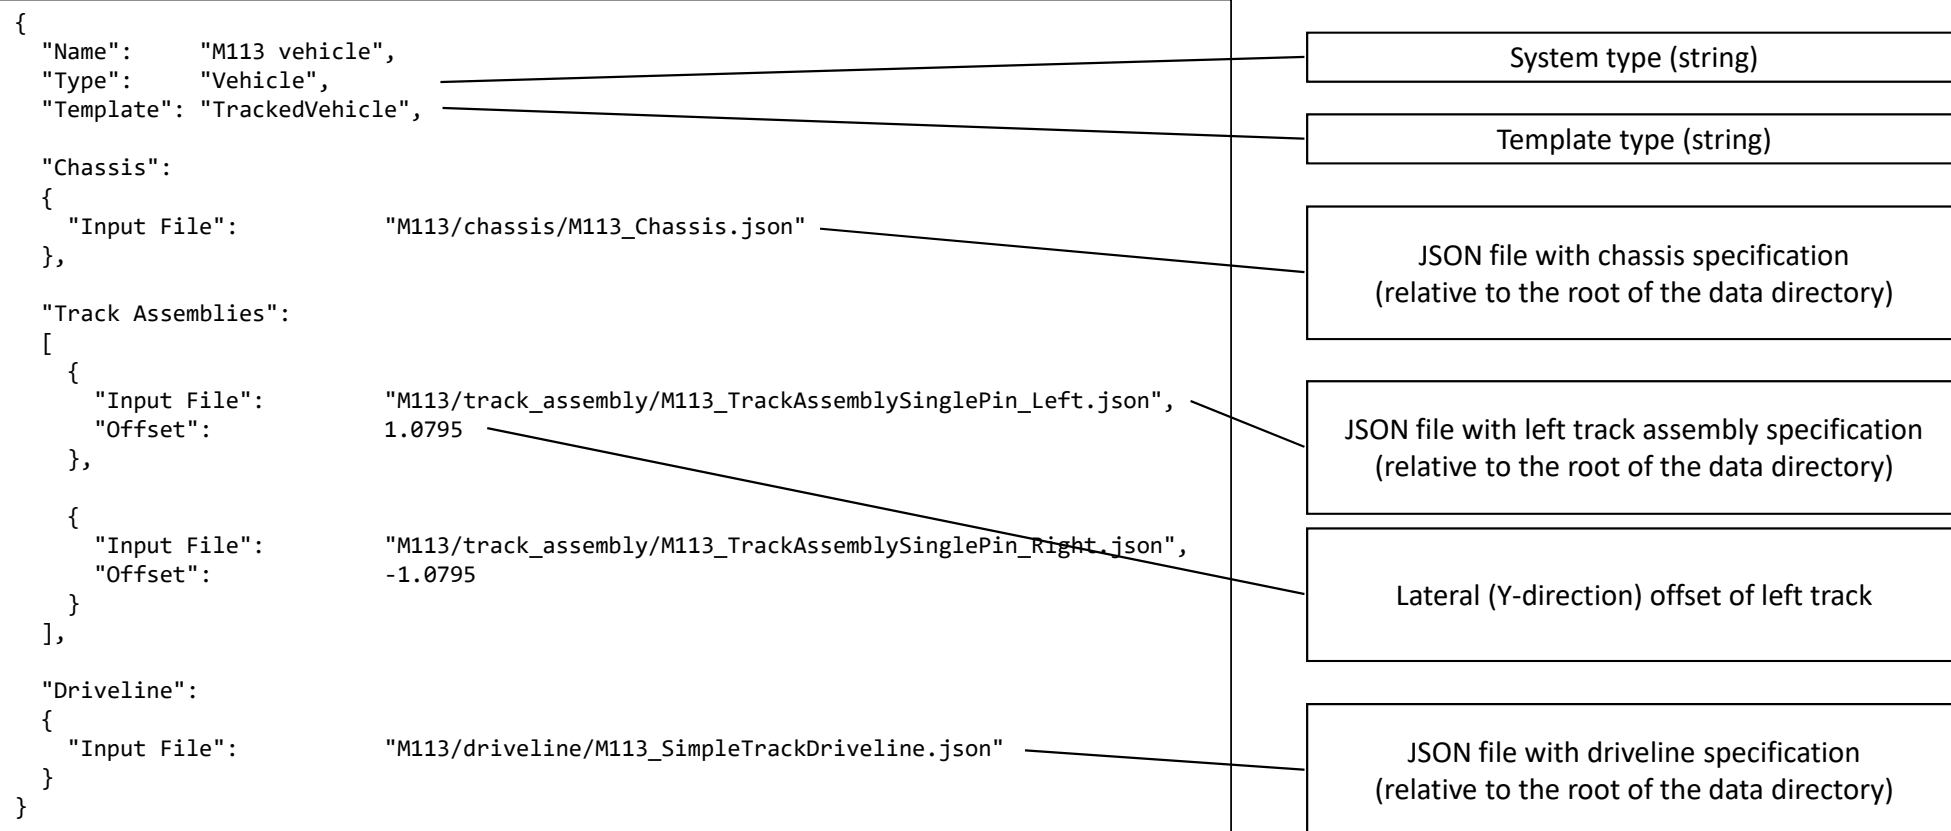 {
"Name": "M113 vehicle",
"Type": "Vehicle",
"Template": "TrackedVehicle",
"Chassis":
{
"Input File": "M113/chassis/M113_Chassis.json"
},
"Track Assemblies":
[
{
"Input File": "M113/track_assembly/M113_TrackAssemblySinglePin_Left.json",
"Offset": 1.0795
},
{
"Input File": "M113/track_assembly/M113_TrackAssemblySinglePin_Right.json",
"Offset": -1.0795
}
],
"Driveline":
{
"Input File": "M113/driveline/M113_SimpleTrackDriveline.json"
}
}
System type (string)
Template type (string)
JSON file with chassis specification
(relative to the root of the data directory)
JSON file with left track assembly specification
(relative to the root of the data directory)
Lateral (Y-direction) offset of left track
JSON file with driveline specification
(relative to the root of the data directory)